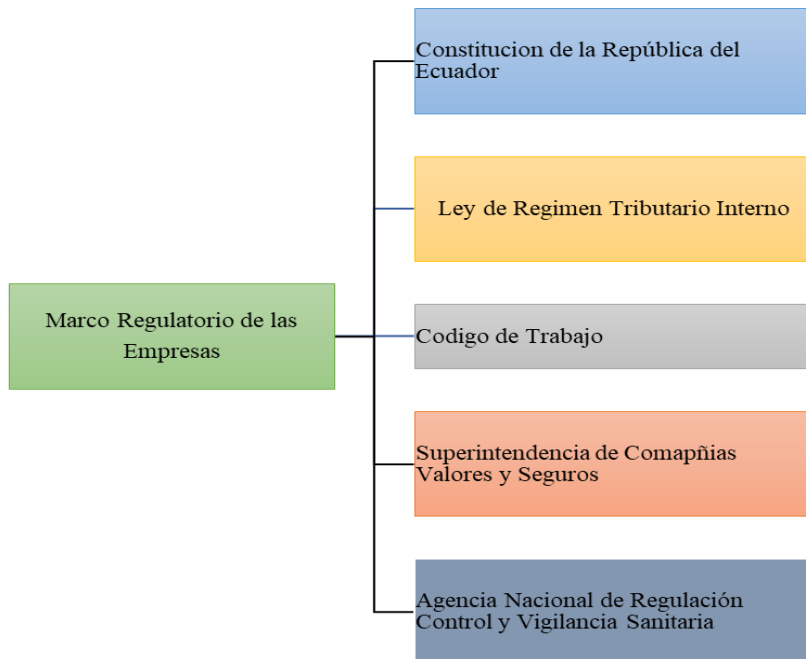 Constitucion de la República del
Ecuador
Ley de Regimen Tributario Interno
Marco Regulatorio de las
Empresas
Codigo de Trabajo
Superintendencia de Comapñias
Valores y Seguros
Agencia Nacional de Regulación
Control y Vigilancia Sanitaria